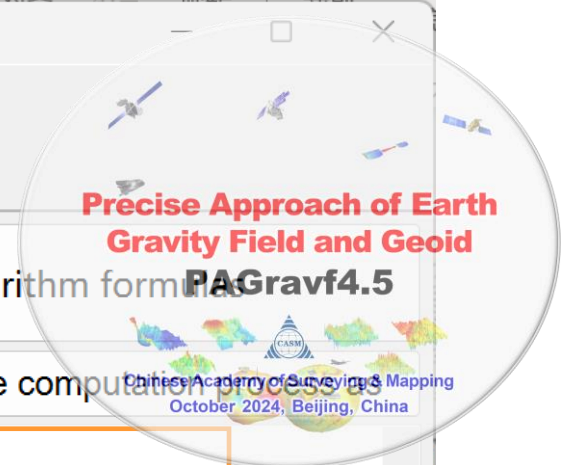 Precise Approach of Earth
Gravity Field and Geoid
rithm formulas
PAGravf4.5
CASM
e computation process as
Chinese Academy of Surveying & Mapping
October 2024, Beijing, China